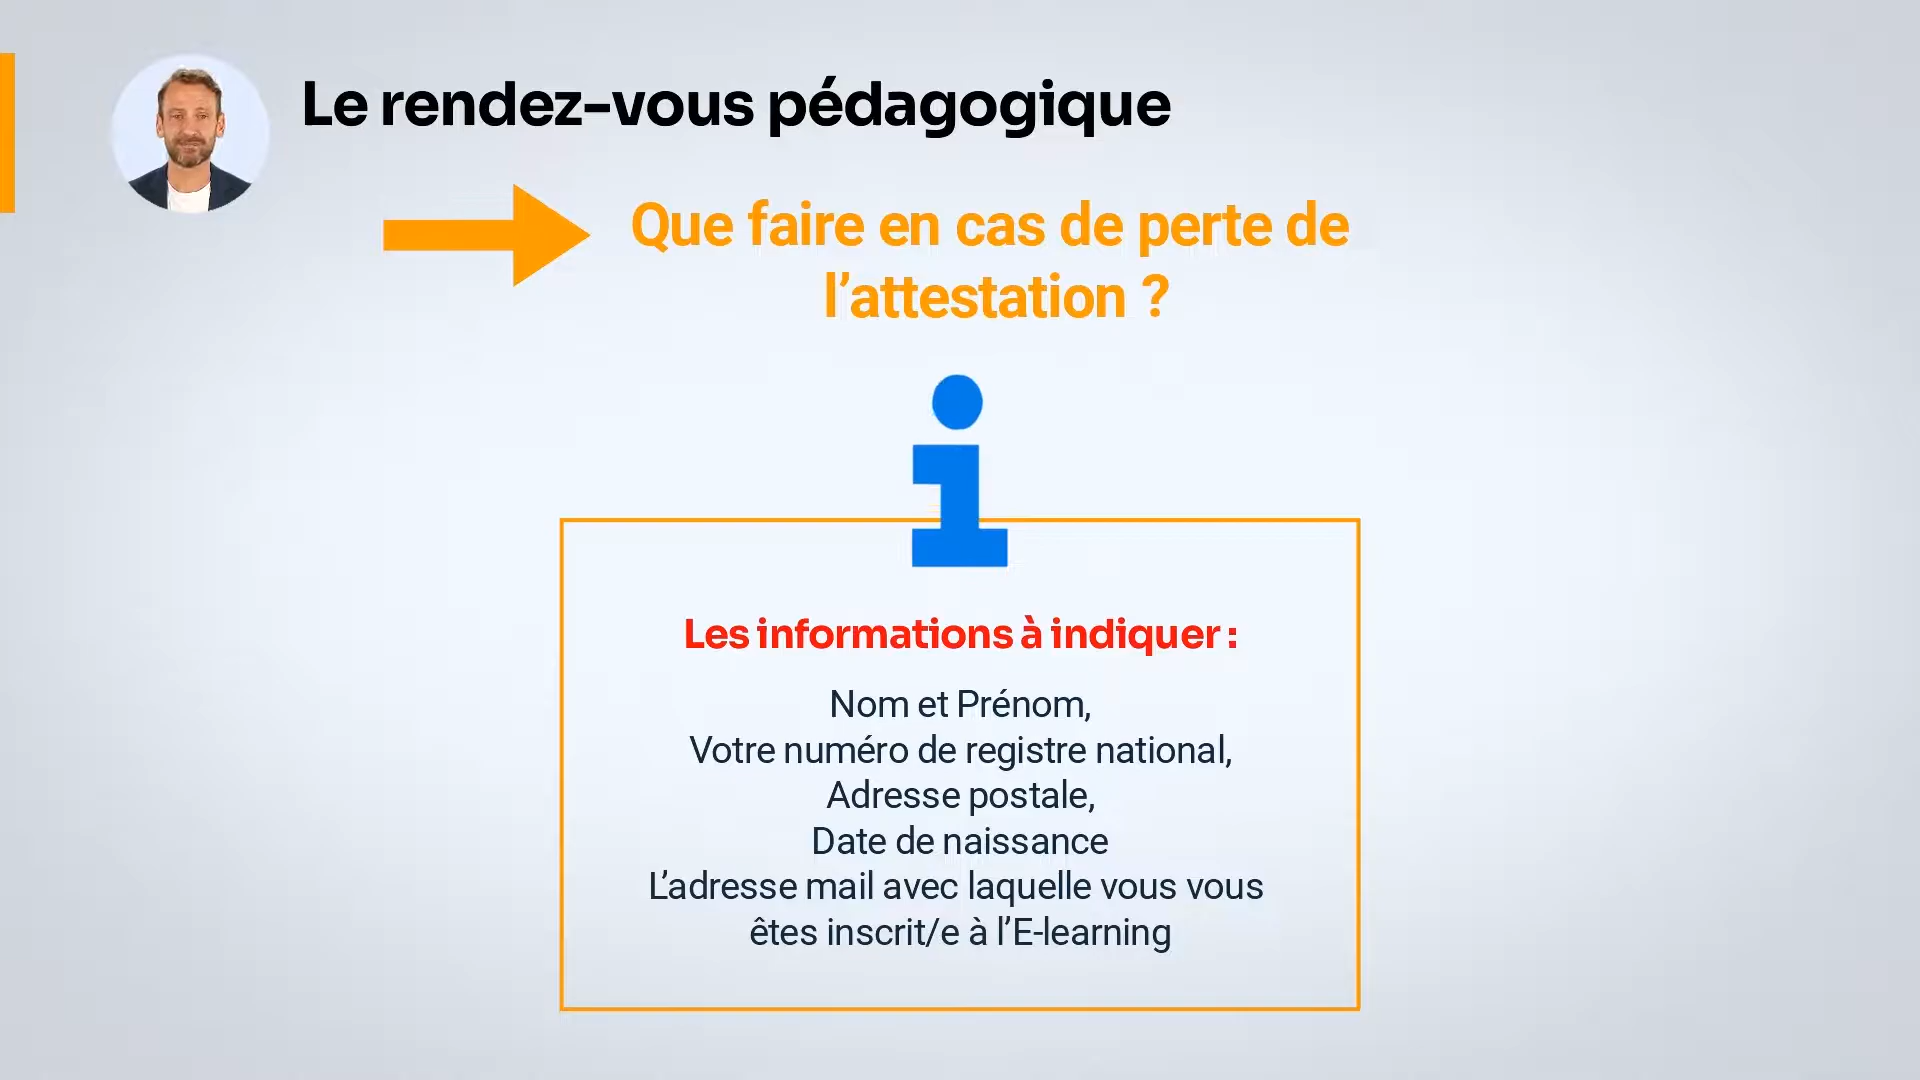 Le rendez-vous pédagogique
Que faire en cas de perte de
l’attestation ?
Les informations à indiquer :
Nom et Prénom,
Votre numéro de registre national,
Adresse postale,
Date de naissance
L’adresse mail avec laquelle vous vous
êtes inscrit/e à l’E-learning